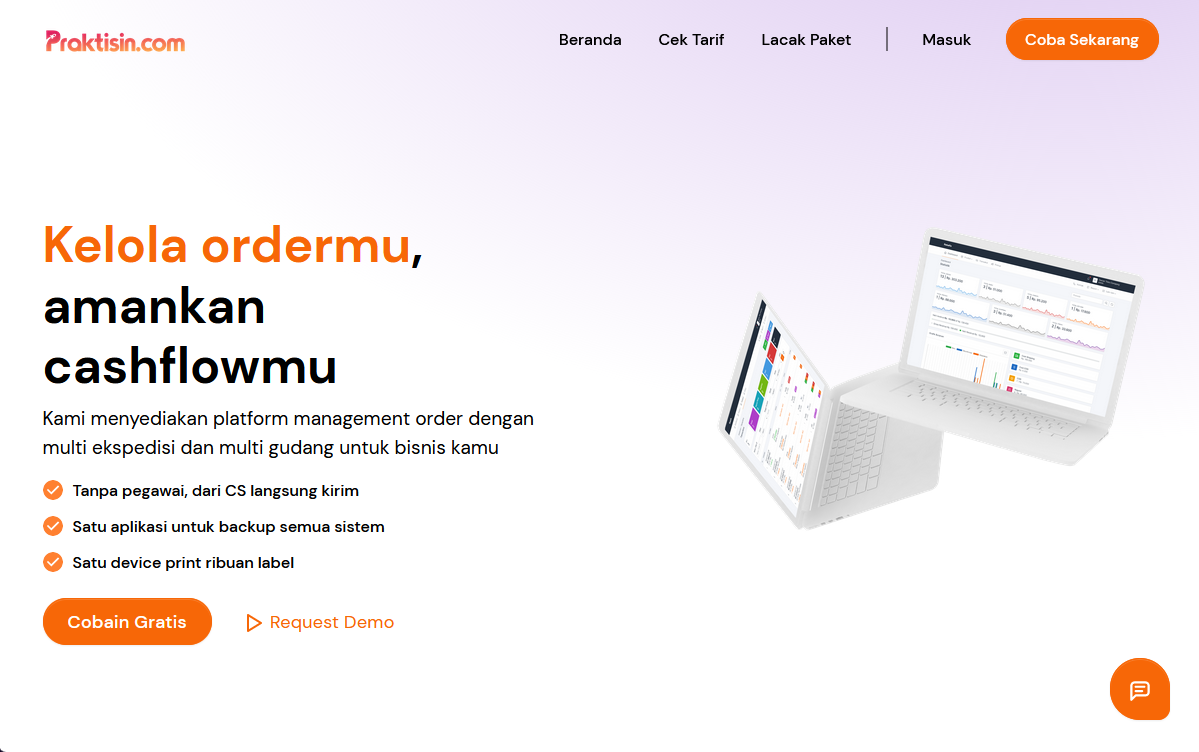 Praktisin.com
Beranda
Cek Tarif
Lacak Paket
Masuk
Coba Sekarang
Kelola ordermu,
amankan
cashflowmu
Kami menyediakan platform management order dengan
multi ekspedisi dan multi gudang untuk bisnis kamu
Tanpa pegawai, dari CS langsung kirim
Satu aplikasi untuk backup semua sistem
Satu device print ribuan label
Cobain Gratis
Request Demo